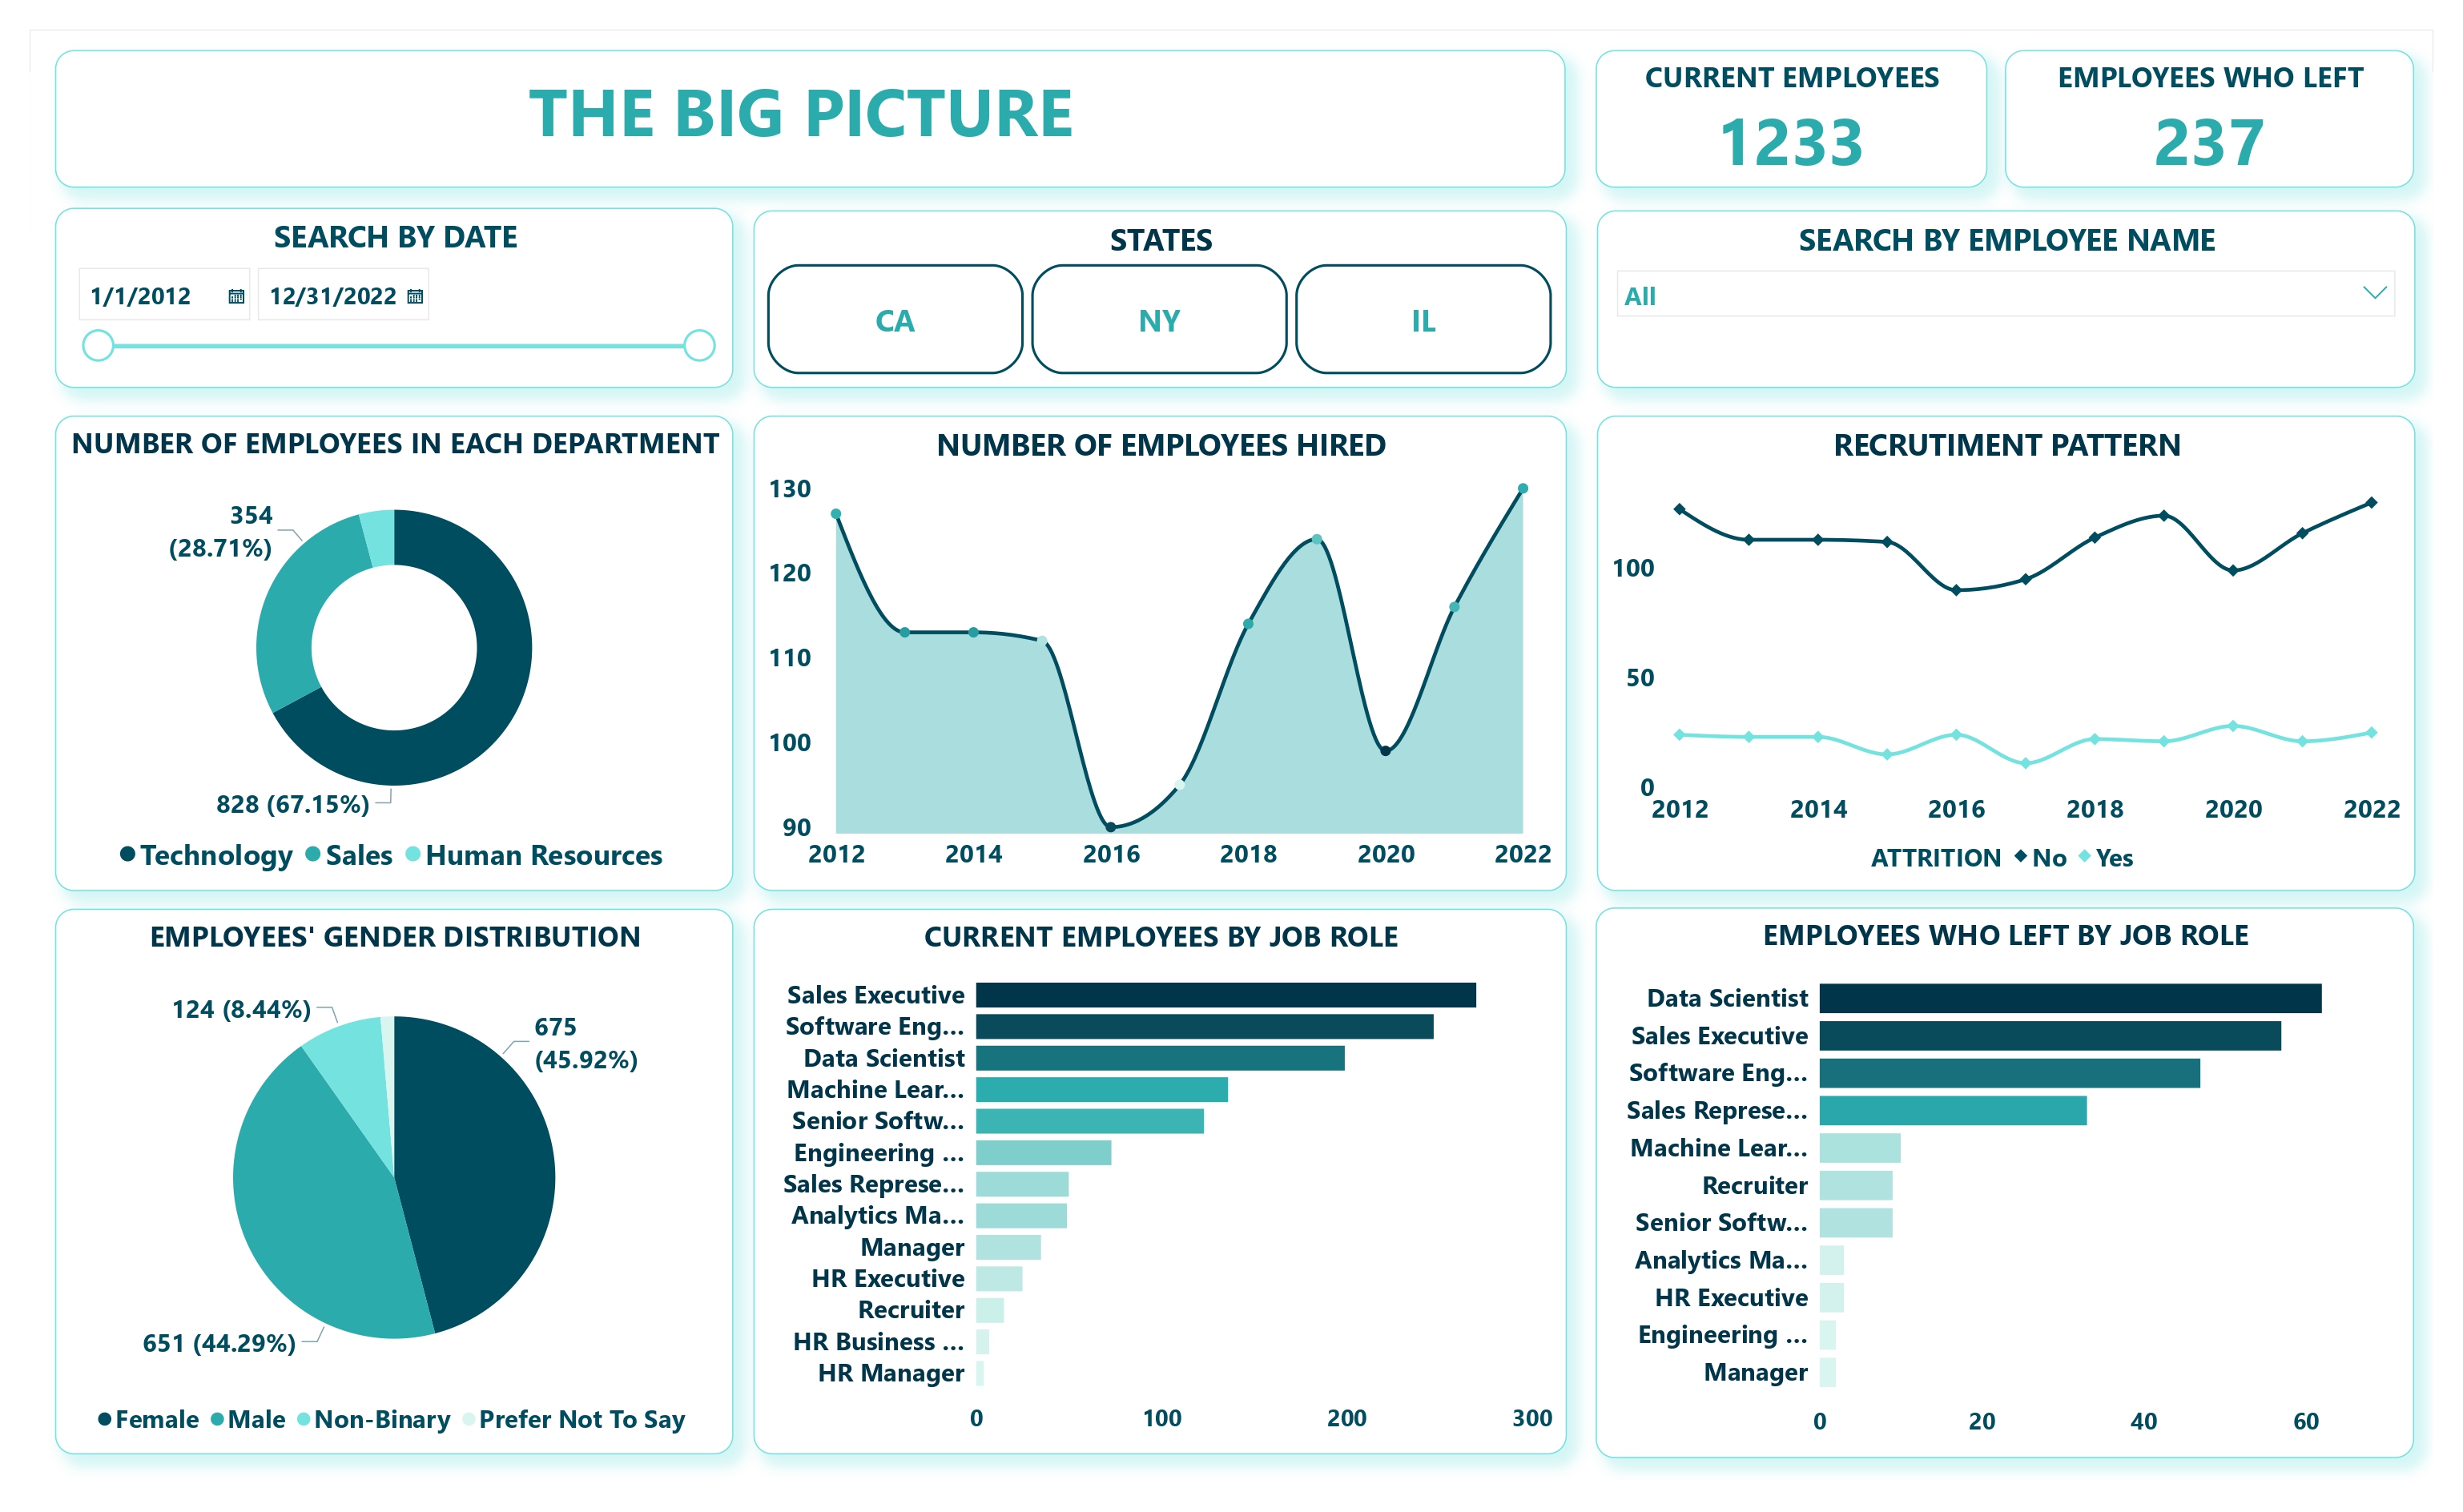 THE BIG PICTURE
CURRENT EMPLOYEES
1233
EMPLOYEES WHO LEFT
237
SEARCH BY DATE
1/1/2012
12/31/2022
STATES
CA
NY
IL
SEARCH BY EMPLOYEE NAME
All
NUMBER OF EMPLOYEES IN EACH DEPARTMENT
354
(28.71%)
828 (67.15%)
Technology Sales Human Resources
NUMBER OF EMPLOYEES HIRED
130
120
110
100
90
2012 2014 2016 2018 2020 2022
RECRUTIMENT PATTERN
100
50
0
2012 2014 2016 2018 2020 2022
ATTRITION No Yes
EMPLOYEES' GENDER DISTRIBUTION
124 (8.44%)
675
(45.92%)
651 (44.29%)
Female Male Non-Binary Prefer Not To Say
CURRENT EMPLOYEES BY JOB ROLE
Sales Executive
Software Eng...
Data Scientist
Machine Lear...
Senior Softw...
Engineering ...
Sales Represe...
Analytics Ma...
Manager
HR Executive
Recruiter
HR Business ...
HR Manager
0 100 200 300
EMPLOYEES WHO LEFT BY JOB ROLE
Data Scientist
Sales Executive
Software Eng...
Sales Represe...
Machine Lear...
Recruiter
Senior Softw...
Analytics Ma...
HR Executive
Engineering ...
Manager
0 20 40 60